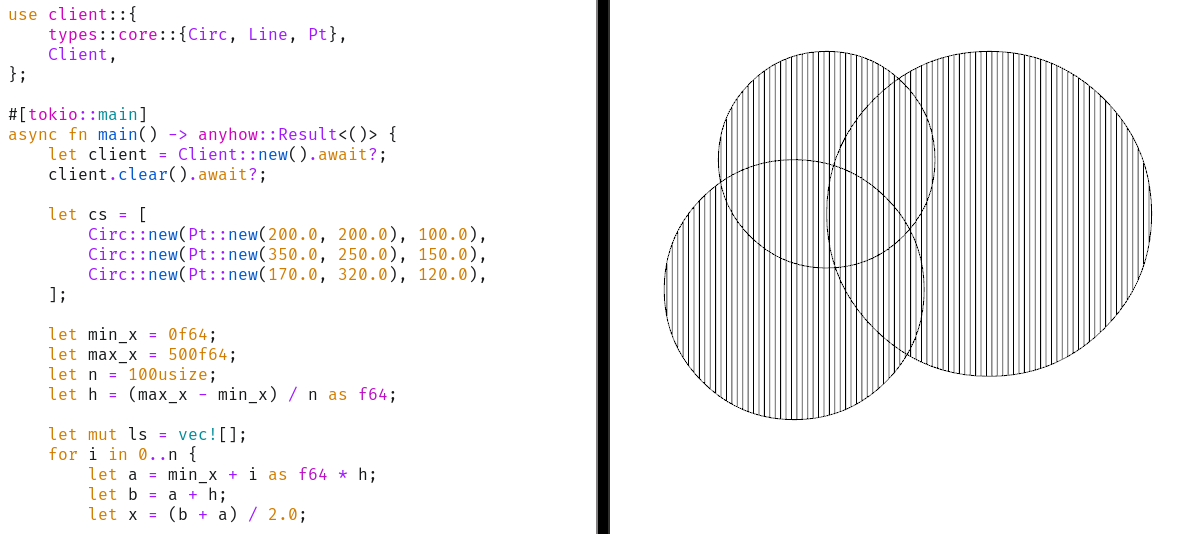 use client::{
    types::core::{Circ, Line, Pt},
    Client,
};

#[tokio::main]
async fn main() -> anyhow::Result<()> {
    let client = Client::new().await?;
    client.clear().await?;

    let cs = [
        Circ::new(Pt::new(200.0, 200.0), 100.0),
        Circ::new(Pt::new(350.0, 250.0), 150.0),
        Circ::new(Pt::new(170.0, 320.0), 120.0),
    ];

    let min_x = 0f64;
    let max_x = 500f64;
    let n = 100usize;
    let h = (max_x - min_x) / n as f64;

    let mut ls = vec![];
    for i in 0..n {
        let a = min_x + i as f64 * h;
        let b = a + h;
        let x = (b + a) / 2.0;